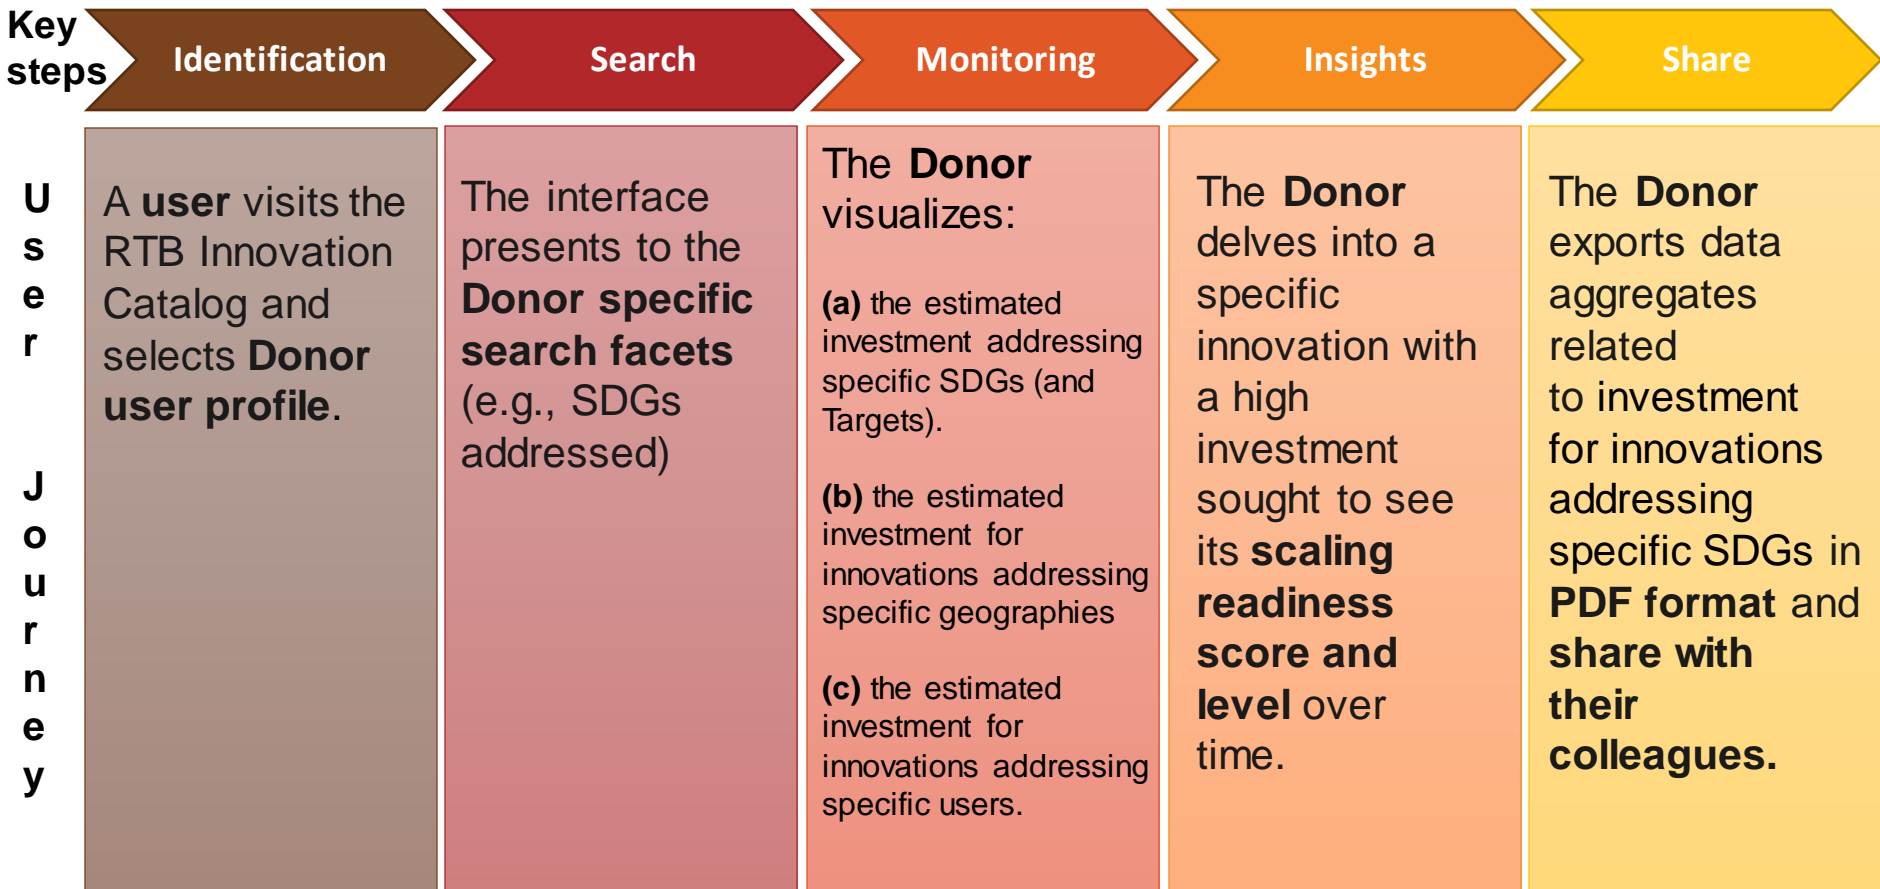 Key
steps
Identification
Search
Monitoring
Insights
Share
User
Journey
A user visits the
RTB Innovation
Catalog and
selects Donor
user profile.
The interface
presents to the
Donor specific
search facets
(e.g., SDGs
addressed)
The Donor
visualizes:
(a) the estimated
investment addressing
specific SDGs (and
Targets).
(b) the estimated
investment for
innovations addressing
specific geographies
(c) the estimated
investment for
innovations addressing
specific users.
The Donor
delves into a
specific
innovation with
a high
investment
sought to see
its scaling
readiness
score and
level over
time.
The Donor
exports data
aggregates
related
to investment
for innovations
addressing
specific SDGs in
PDF format and
share with
their
colleagues.